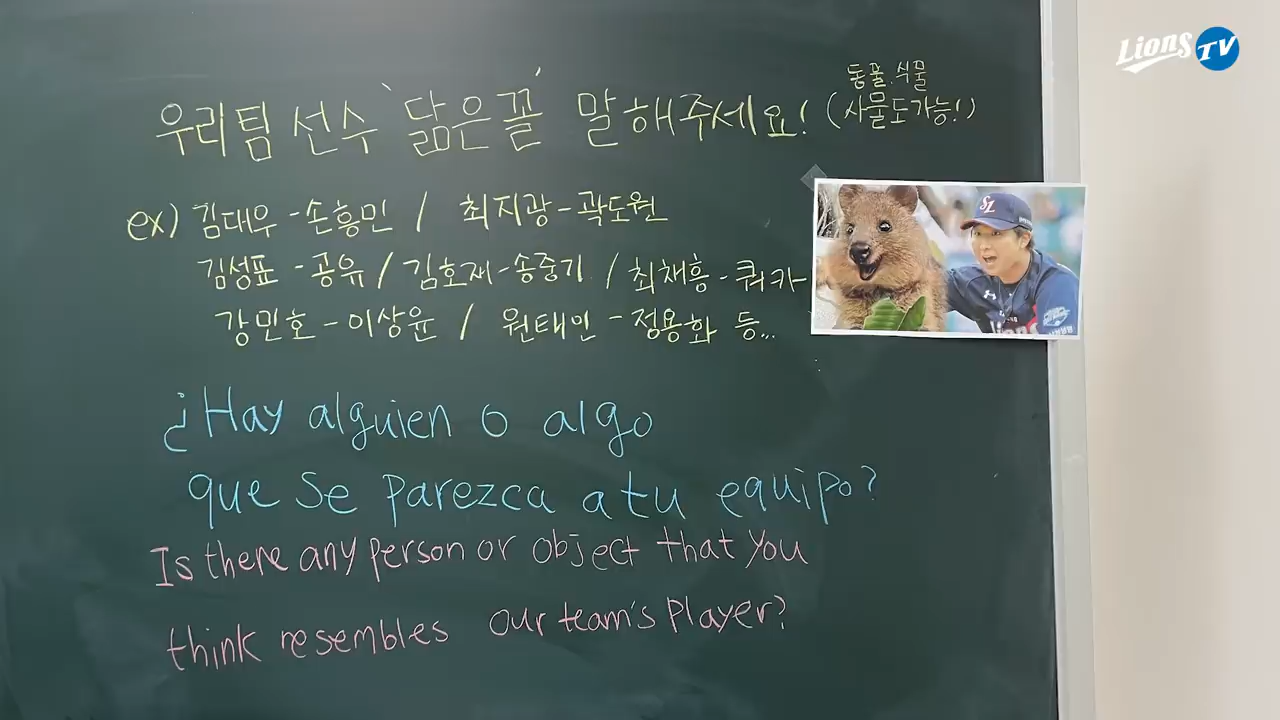 Lions TV
동물.식물
우리팀 선수 '닮은꼴' 말해주세요! (사물도가능!)
ex) 김대우 - 손흥민 / 최지광 - 곽도원
김성표 - 공유 / 김호재 - 송중기 / 최채흥 - 쿼카 -
강민호 - 이상윤 / 원태인 - 정용화 등...
SL
¿Hay alguien o algo
que se parezca a tu equipo?
Is there any person or object that you
think resembles our team's player?